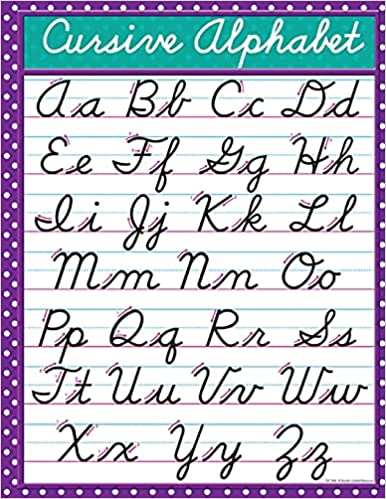 Cursive Alphabet
Aa Bb Cc Dd
Ee Ff Gg Hh
Ii Jj Kk Ll
Mm Nn Oo
Pp Qq Rr Ss
Tt Uu Vv Ww
Xx Yy Zz